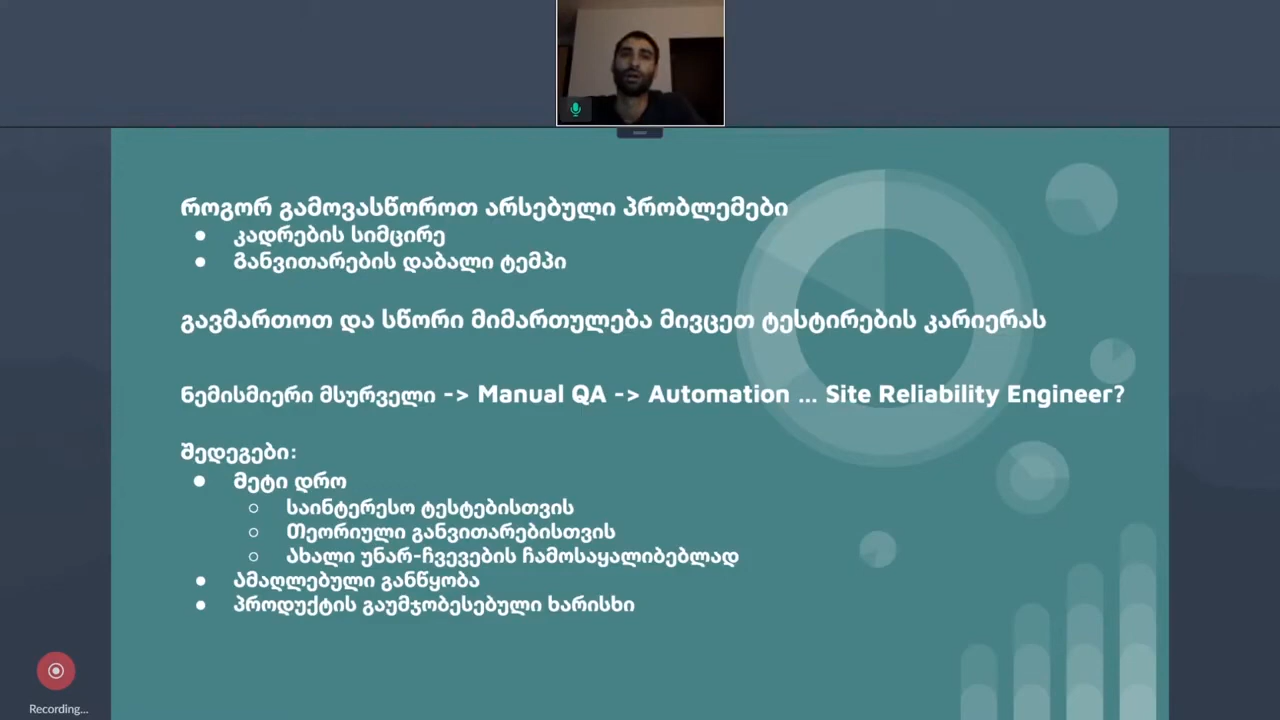 როგორ გამოვასწოროთ არსებული პრობლემები
● კადრების სიმცირე
● განვითარების დაბალი ტემპი
გავმართოთ და სწორი მიმართულება მივცეთ ტესტირების კარიერას
ნემისმიერი მსურველი -> Manual QA -> Automation ... Site Reliability Engineer?
შედეგები:
● მეტი დრო
○ საინტერესო ტესტებისთვის
○ თეორიული განვითარებისთვის
○ ახალი უნარ-ჩვევების ჩამოსაყალიბებლად
● ამაღლებული განწყობა
● პროდუქტის გაუმჯობესებული ხარისხი
Recording...